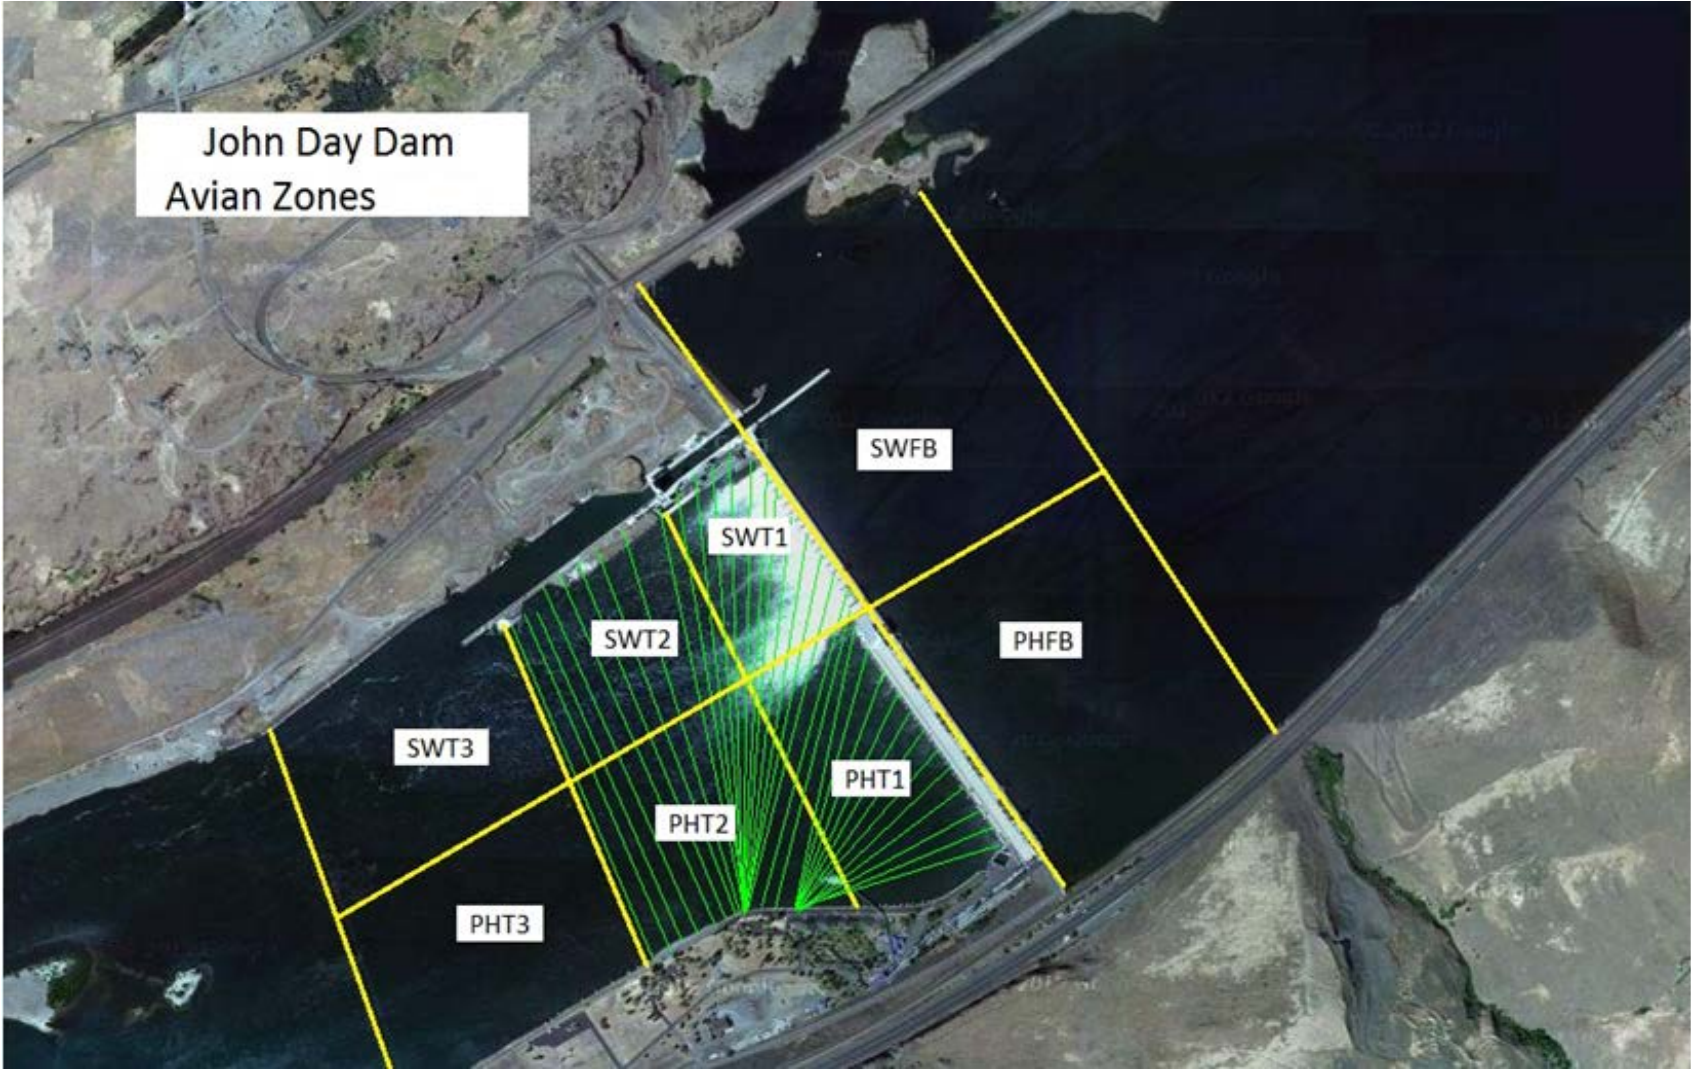 John Day Dam
Avian Zones
SWFB
SWT1
SWT2
PHFB
SWT3
PHT1
PHT2
PHT3